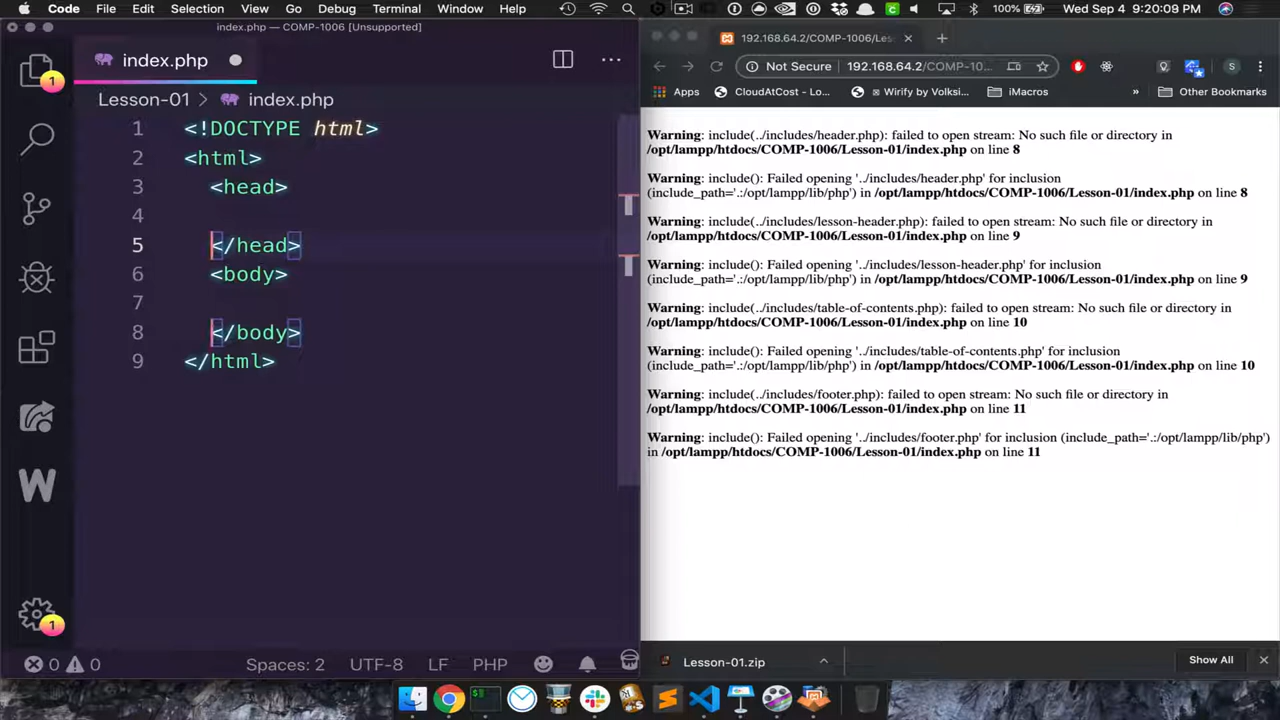 Code File Edit Selection View Go Debug Terminal Window Help 100% Wed Sep 4 9:20:09 PM
index.php — COMP-1006 [Unsupported]
index.php
Lesson-01 > index.php
1 <!DOCTYPE html>
2 <html>
3 <head>
4
5 </head>
6 <body>
7
8 </body>
9 </html>
1
1
0 0 Spaces: 2 UTF-8 LF PHP
192.168.64.2/COMP-1006/Les
Not Secure 192.168.64.2/COMP-10...
S
Apps CloudAtCost - Lo... Wirify by Volksi... iMacros » Other Bookmarks
Warning: include(../includes/header.php): failed to open stream: No such file or directory in
/opt/lampp/htdocs/COMP-1006/Lesson-01/index.php on line 8
Warning: include(): Failed opening '../includes/header.php' for inclusion
(include_path='.:/opt/lampp/lib/php') in /opt/lampp/htdocs/COMP-1006/Lesson-01/index.php on line 8
Warning: include(../includes/lesson-header.php): failed to open stream: No such file or directory in
/opt/lampp/htdocs/COMP-1006/Lesson-01/index.php on line 9
Warning: include(): Failed opening '../includes/lesson-header.php' for inclusion
(include_path='.:/opt/lampp/lib/php') in /opt/lampp/htdocs/COMP-1006/Lesson-01/index.php on line 9
Warning: include(../includes/table-of-contents.php): failed to open stream: No such file or directory in
/opt/lampp/htdocs/COMP-1006/Lesson-01/index.php on line 10
Warning: include(): Failed opening '../includes/table-of-contents.php' for inclusion
(include_path='.:/opt/lampp/lib/php') in /opt/lampp/htdocs/COMP-1006/Lesson-01/index.php on line 10
Warning: include(../includes/footer.php): failed to open stream: No such file or directory in
/opt/lampp/htdocs/COMP-1006/Lesson-01/index.php on line 11
Warning: include(): Failed opening '../includes/footer.php' for inclusion (include_path='.:/opt/lampp/lib/php')
in /opt/lampp/htdocs/COMP-1006/Lesson-01/index.php on line 11
Lesson-01.zip Show All